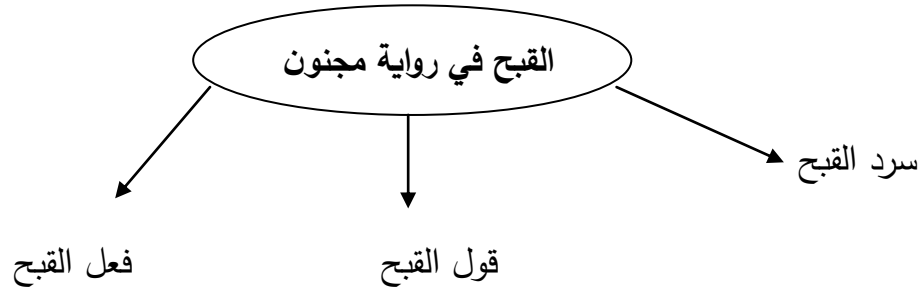 القبح في رواية مجنون
سرد القبح
قول القبح
فعل القبح